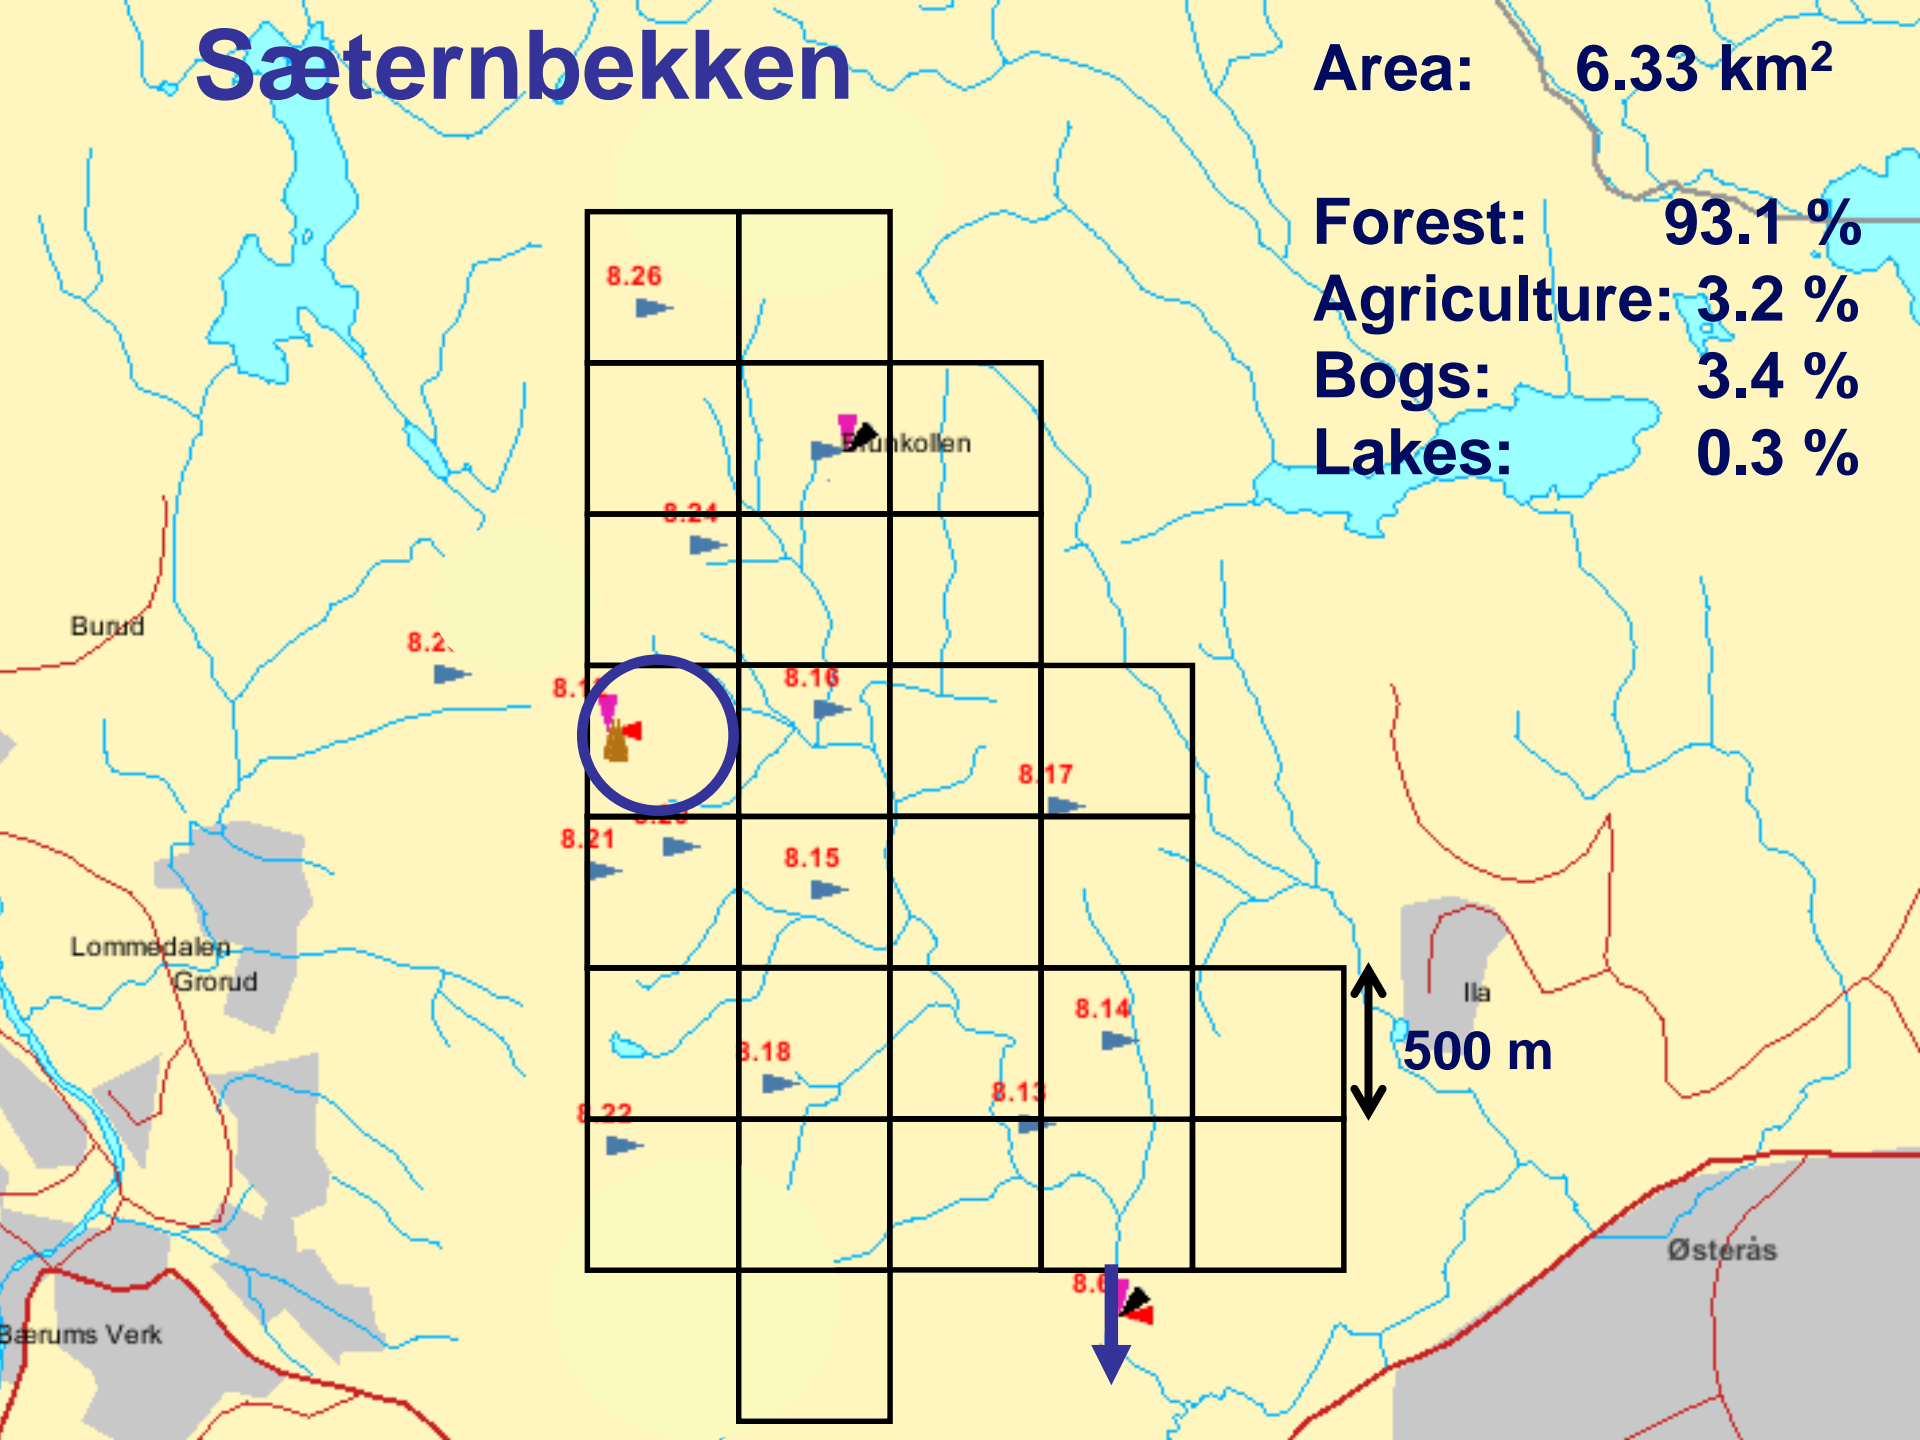 Sæternbekken
Area: 6.33 km²
Forest: 93.1 %
Agriculture: 3.2 %
Bogs: 3.4 %
Lakes: 0.3 %
8.26
Brunkollen
8.24
Burud
8.16
8.17
8.21
8.15
Lommedalen
Grorud
Ila
8.14
500 m
8.18
8.13
8.22
Østerås
Bærums Verk